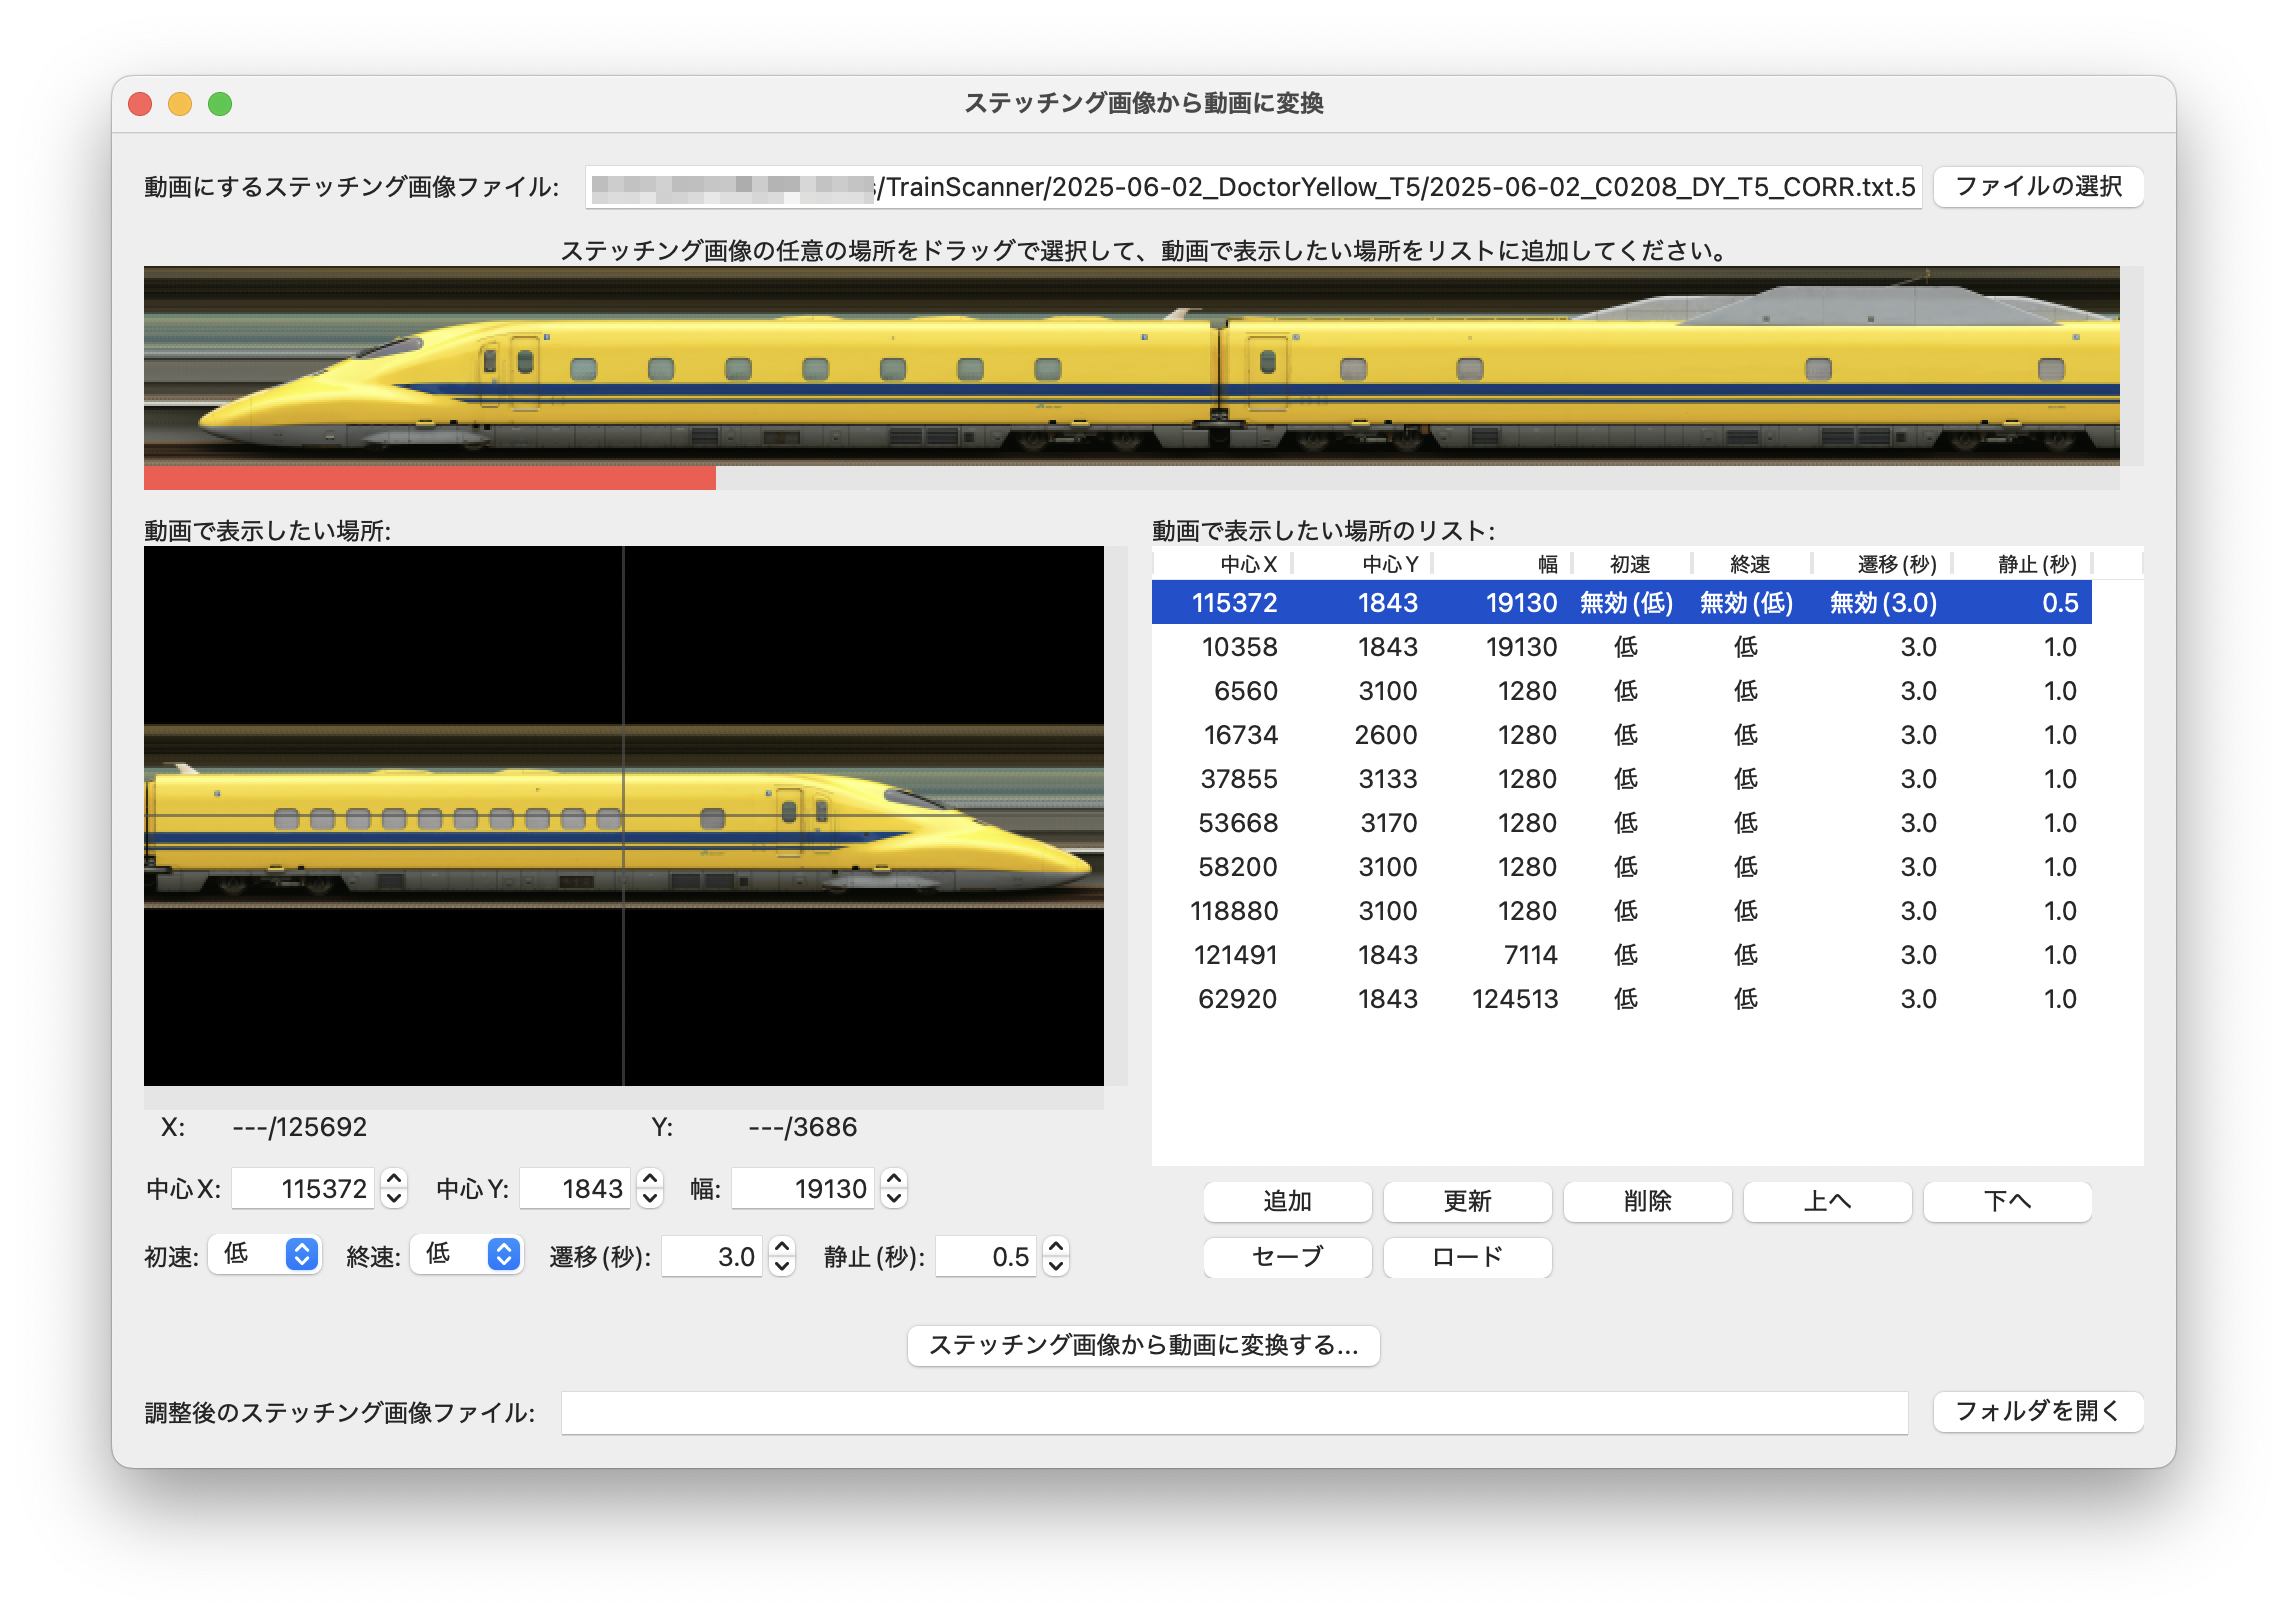 ステッチング画像から動画に変換
動画にするステッチング画像ファイル: /TrainScanner/2025-06-02_DoctorYellow_T5/2025-06-02_C0208_DY_T5_CORR.txt.5 ファイルの選択
ステッチング画像の任意の場所をドラッグで選択して、動画で表示したい場所をリストに追加してください。
動画で表示したい場所:
X: ---/125692 Y: ---/3686
中心X: 115372 中心Y: 1843 幅: 19130
初速: 低 終速: 低 遷移(秒): 3.0 静止(秒): 0.5
動画で表示したい場所のリスト:
中心X 中心Y 幅 初速 終速 遷移(秒) 静止(秒)
115372 1843 19130 無効(低) 無効(低) 無効(3.0) 0.5
10358 1843 19130 低 低 3.0 1.0
6560 3100 1280 低 低 3.0 1.0
16734 2600 1280 低 低 3.0 1.0
37855 3133 1280 低 低 3.0 1.0
53668 3170 1280 低 低 3.0 1.0
58200 3100 1280 低 低 3.0 1.0
118880 3100 1280 低 低 3.0 1.0
121491 1843 7114 低 低 3.0 1.0
62920 1843 124513 低 低 3.0 1.0
追加 更新 削除 上へ 下へ
セーブ ロード
ステッチング画像から動画に変換する...
調整後のステッチング画像ファイル: フォルダを開く